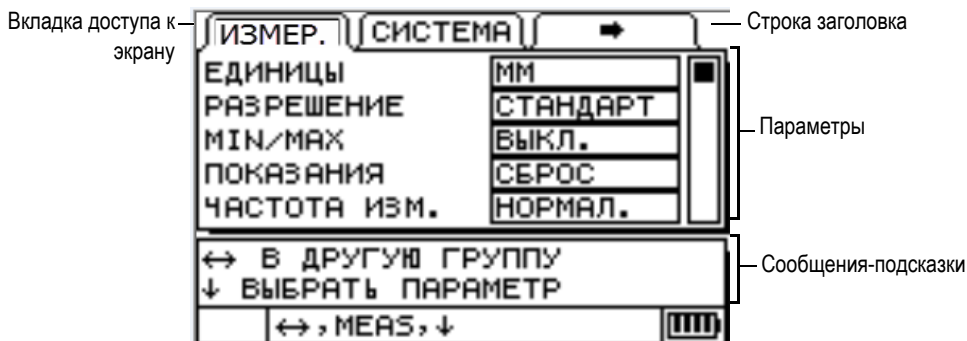 Вкладка доступа к
экрану
ИЗМЕР. СИСТЕМА ➡
Строка заголовка
ЕДИНИЦЫ ММ
РАЗРЕШЕНИЕ СТАНДАРТ
MIN/MAX ВЫКЛ.
ПОКАЗАНИЯ СБРОС
ЧАСТОТА ИЗМ. НОРМАЛ.
Параметры
↔ В ДРУГУЮ ГРУППУ
↓ ВЫБРАТЬ ПАРАМЕТР
Сообщения-подсказки
↔,MEAS,↓